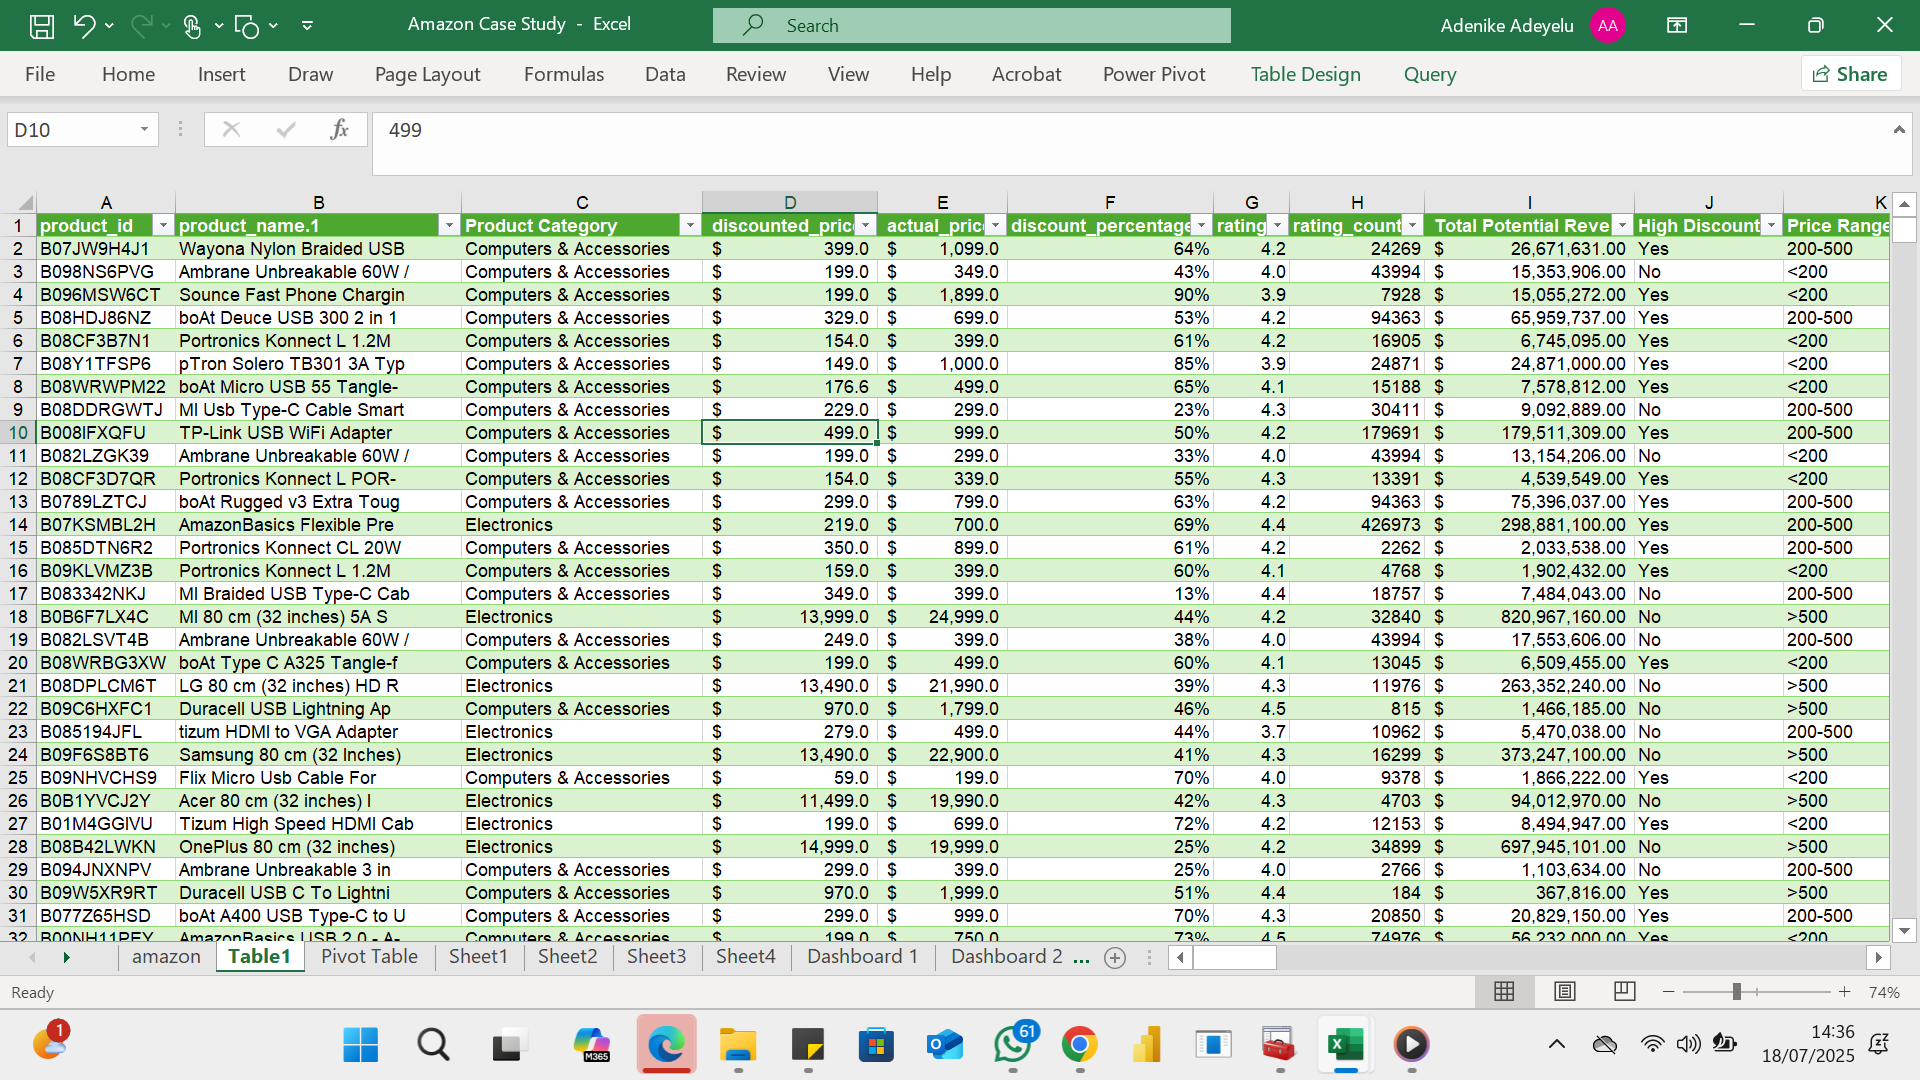 Amazon Case Study - Excel
Search
Adenike Adeyelu AA
File Home Insert Draw Page Layout Formulas Data Review View Help Acrobat Power Pivot Table Design Query Share
D10 fx 499
A B C D E F G H I J K
1 product_id product_name.1 Product Category discounted_pric actual_pric discount_percentage rating rating_count Total Potential Reve High Discount Price Range
2 B07JW9H4J1 Wayona Nylon Braided USB Computers & Accessories $ 399.0 $ 1,099.0 64% 4.2 24269 $ 26,671,631.00 Yes 200-500
3 B098NS6PVG Ambrane Unbreakable 60W / Computers & Accessories $ 199.0 $ 349.0 43% 4.0 43994 $ 15,353,906.00 No <200
4 B096MSW6CT Sounce Fast Phone Chargin Computers & Accessories $ 199.0 $ 1,899.0 90% 3.9 7928 $ 15,055,272.00 Yes <200
5 B08HDJ86NZ boAt Deuce USB 300 2 in 1 Computers & Accessories $ 329.0 $ 699.0 53% 4.2 94363 $ 65,959,737.00 Yes 200-500
6 B08CF3B7N1 Portronics Konnect L 1.2M Computers & Accessories $ 154.0 $ 399.0 61% 4.2 16905 $ 6,745,095.00 Yes <200
7 B08Y1TFSP6 pTron Solero TB301 3A Typ Computers & Accessories $ 149.0 $ 1,000.0 85% 3.9 24871 $ 24,871,000.00 Yes <200
8 B08WRWPM22 boAt Micro USB 55 Tangle- Computers & Accessories $ 176.6 $ 499.0 65% 4.1 15188 $ 7,578,812.00 Yes <200
9 B08DDRGWTJ MI Usb Type-C Cable Smart Computers & Accessories $ 229.0 $ 299.0 23% 4.3 30411 $ 9,092,889.00 No 200-500
10 B008IFXQFU TP-Link USB WiFi Adapter Computers & Accessories $ 499.0 $ 999.0 50% 4.2 179691 $ 179,511,309.00 Yes 200-500
11 B082LZGK39 Ambrane Unbreakable 60W / Computers & Accessories $ 199.0 $ 299.0 33% 4.0 43994 $ 13,154,206.00 No <200
12 B08CF3D7QR Portronics Konnect L POR- Computers & Accessories $ 154.0 $ 339.0 55% 4.3 13391 $ 4,539,549.00 Yes <200
13 B0789LZTCJ boAt Rugged v3 Extra Toug Computers & Accessories $ 299.0 $ 799.0 63% 4.2 94363 $ 75,396,037.00 Yes 200-500
14 B07KSMBL2H AmazonBasics Flexible Pre Electronics $ 219.0 $ 700.0 69% 4.4 426973 $ 298,881,100.00 Yes 200-500
15 B085DTN6R2 Portronics Konnect CL 20W Computers & Accessories $ 350.0 $ 899.0 61% 4.2 2262 $ 2,033,538.00 Yes 200-500
16 B09KLVMZ3B Portronics Konnect L 1.2M Computers & Accessories $ 159.0 $ 399.0 60% 4.1 4768 $ 1,902,432.00 Yes <200
17 B083342NKJ MI Braided USB Type-C Cab Computers & Accessories $ 349.0 $ 399.0 13% 4.4 18757 $ 7,484,043.00 No 200-500
18 B0B6F7LX4C MI 80 cm (32 inches) 5A S Electronics $ 13,999.0 $ 24,999.0 44% 4.2 32840 $ 820,967,160.00 No >500
19 B082LSVT4B Ambrane Unbreakable 60W / Computers & Accessories $ 249.0 $ 399.0 38% 4.0 43994 $ 17,553,606.00 No 200-500
20 B08WRBG3XW boAt Type C A325 Tangle-f Computers & Accessories $ 199.0 $ 499.0 60% 4.1 13045 $ 6,509,455.00 Yes <200
21 B08DPLCM6T LG 80 cm (32 inches) HD R Electronics $ 13,490.0 $ 21,990.0 39% 4.3 11976 $ 263,352,240.00 No >500
22 B09C6HXFC1 Duracell USB Lightning Ap Computers & Accessories $ 970.0 $ 1,799.0 46% 4.5 815 $ 1,466,185.00 No >500
23 B085194JFL tizum HDMI to VGA Adapter Electronics $ 279.0 $ 499.0 44% 3.7 10962 $ 5,470,038.00 No 200-500
24 B09F6S8BT6 Samsung 80 cm (32 Inches) Electronics $ 13,490.0 $ 22,900.0 41% 4.3 16299 $ 373,247,100.00 No >500
25 B09NHVCHS9 Flix Micro Usb Cable For Computers & Accessories $ 59.0 $ 199.0 70% 4.0 9378 $ 1,866,222.00 Yes <200
26 B0B1YVCJ2Y Acer 80 cm (32 inches) I Electronics $ 11,499.0 $ 19,990.0 42% 4.3 4703 $ 94,012,970.00 No >500
27 B01M4GGIVU Tizum High Speed HDMI Cab Electronics $ 199.0 $ 699.0 72% 4.2 12153 $ 8,494,947.00 Yes <200
28 B08B42LWKN OnePlus 80 cm (32 inches) Electronics $ 14,999.0 $ 19,999.0 25% 4.2 34899 $ 697,945,101.00 No >500
29 B094JNXNPV Ambrane Unbreakable 3 in Computers & Accessories $ 299.0 $ 399.0 25% 4.0 2766 $ 1,103,634.00 No 200-500
30 B09W5XR9RT Duracell USB C To Lightni Computers & Accessories $ 970.0 $ 1,999.0 51% 4.4 184 $ 367,816.00 Yes >500
31 B077Z65HSD boAt A400 USB Type-C to U Computers & Accessories $ 299.0 $ 999.0 70% 4.3 20850 $ 20,829,150.00 Yes 200-500
32 B00NH11PEY AmazonBasics USB 2.0 - A- Computers & Accessories $ 199.0 $ 750.0 73% 4.5 74976 $ 56,232,000.00 Yes <200
amazon Table1 Pivot Table Sheet1 Sheet2 Sheet3 Sheet4 Dashboard 1 Dashboard 2 ...
Ready 74%
1 M365 61 14:36
18/07/2025